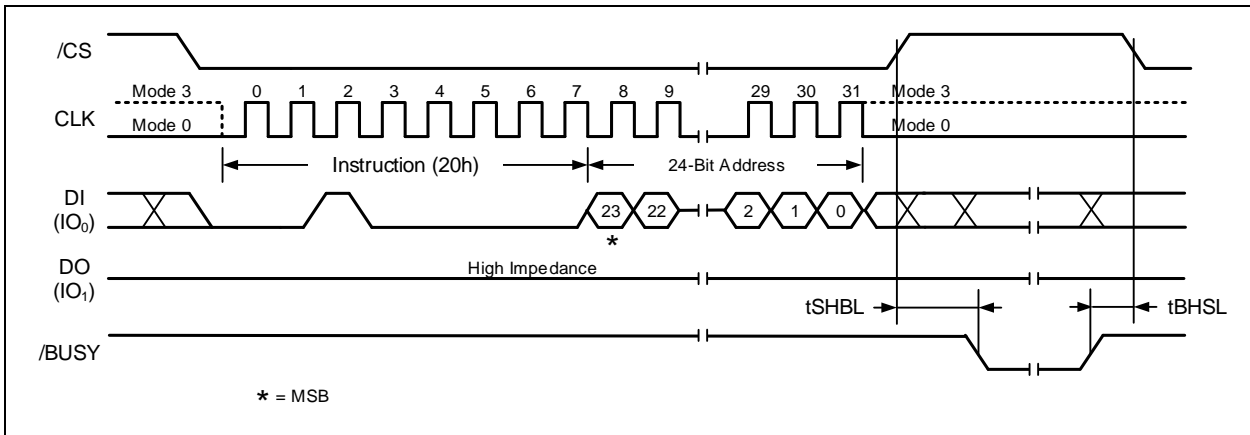 /CS
Mode 3 0 1 2 3 4 5 6 7 8 9 29 30 31 Mode 3
CLK
Mode 0 Mode 0
Instruction (20h) 24-Bit Address
DI
(IO₀)
23 22 2 1 0
*
DO
(IO₁)
High Impedance
tSHBL tBHSL
/BUSY
* = MSB